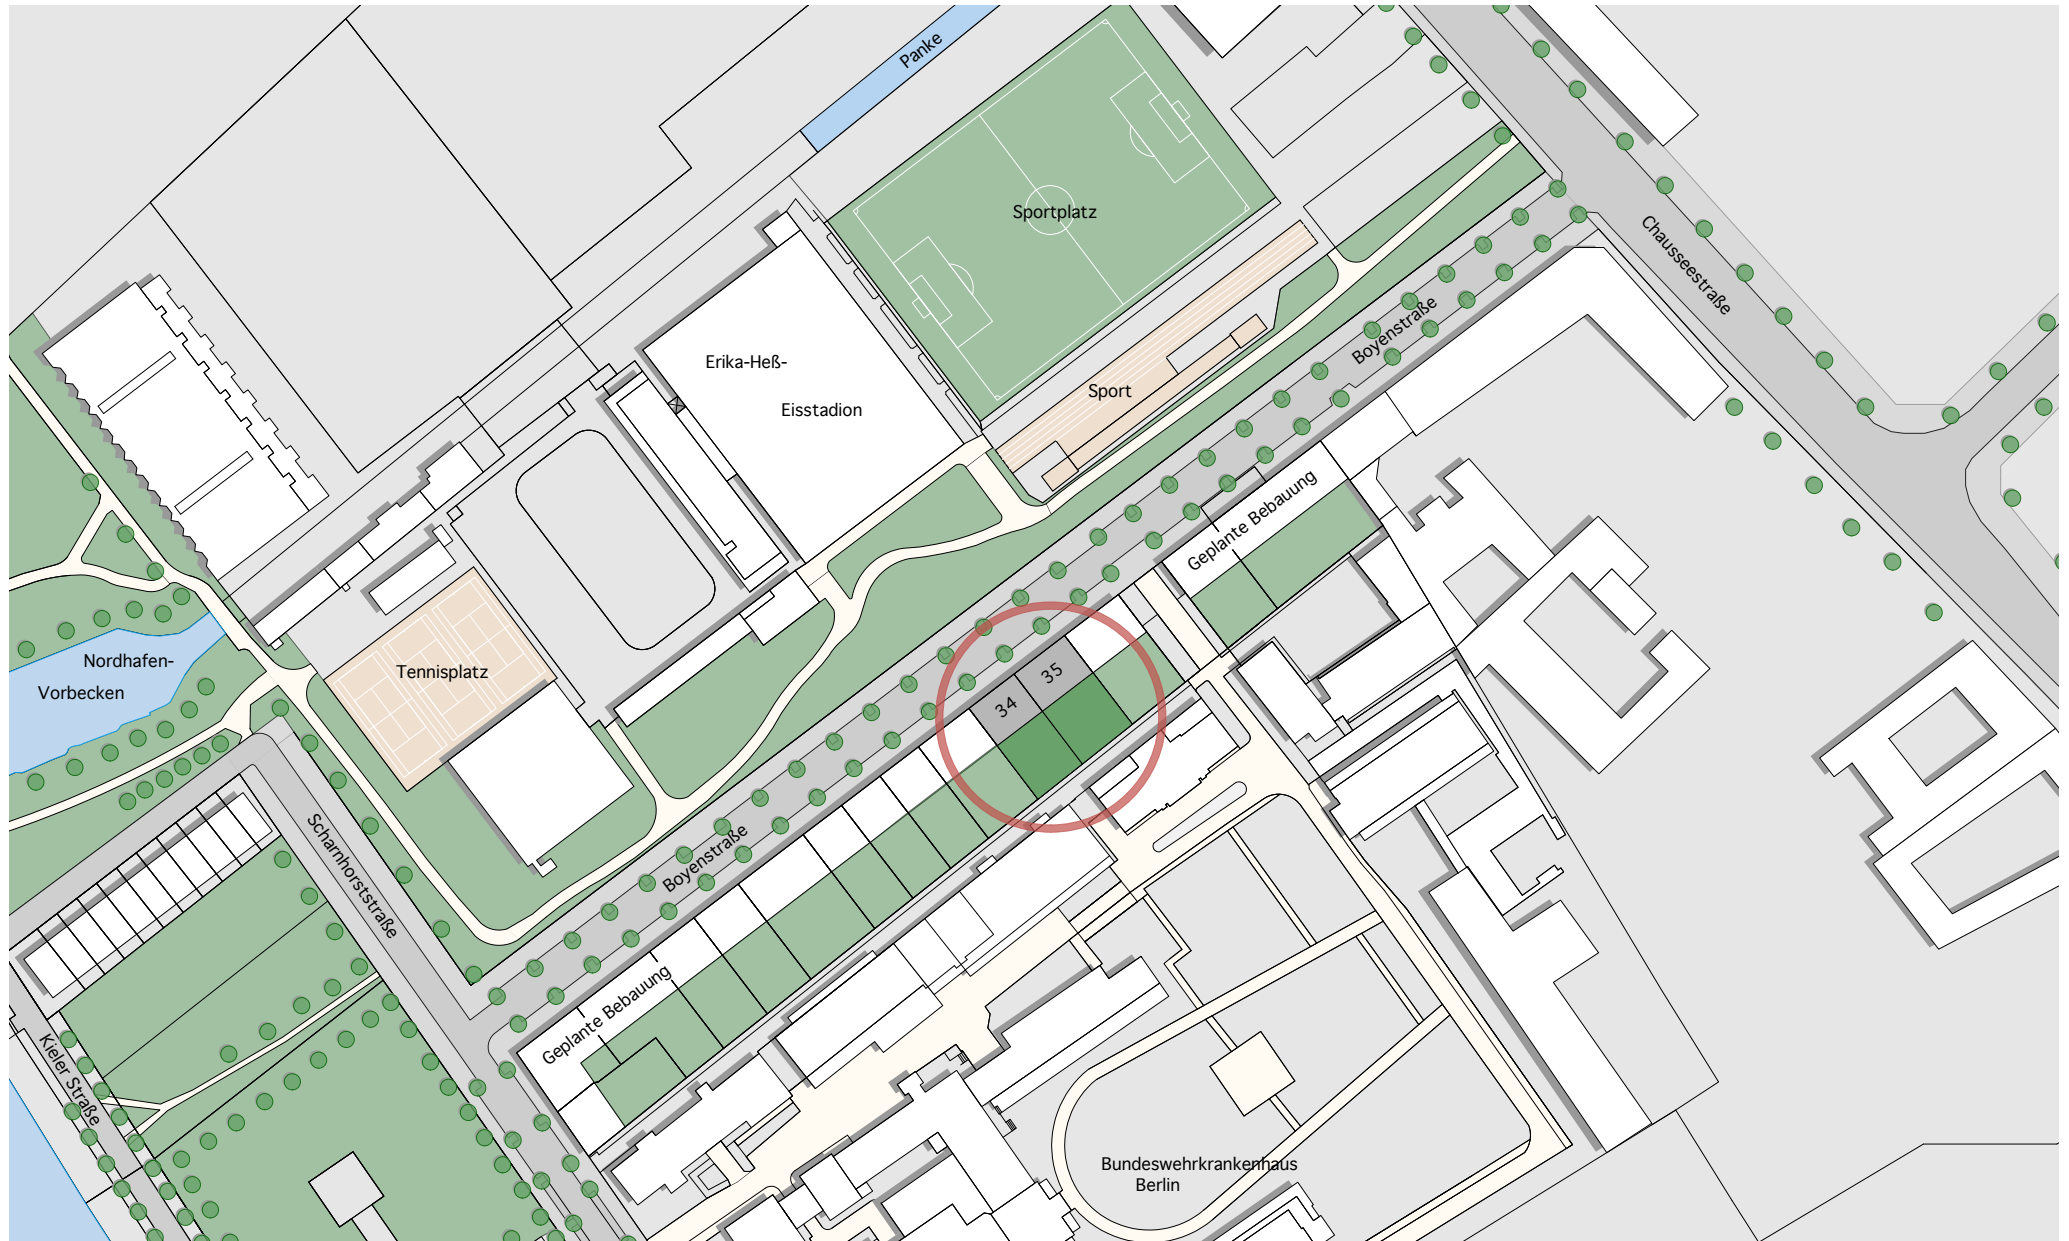 Panke
Sportplatz
Chausseestraße
Boyenstraße
Erika-Heß-
Eisstadion
Sport
Geplante Bebauung
Nordhafen-
Vorbecken
Tennisplatz
35
34
Scharnhorststraße
Boyenstraße
Geplante Bebauung
Kieler Straße
Bundeswehrkrankenhaus
Berlin